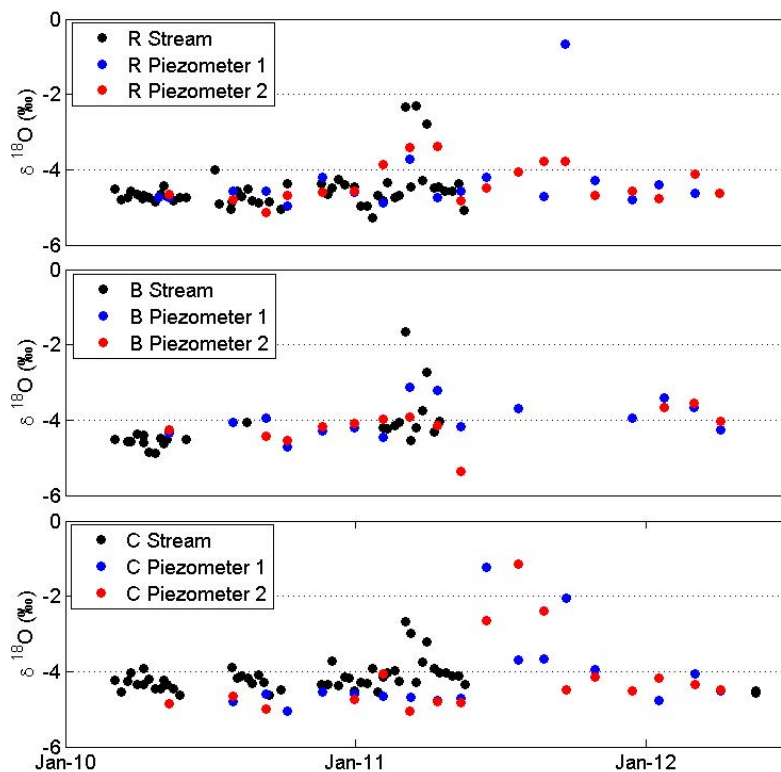 0
R Stream
R Piezometer 1
R Piezometer 2
-2
δ 18O (‰)
-4
-6
0
B Stream
B Piezometer 1
B Piezometer 2
-2
δ 18O (‰)
-4
-6
0
C Stream
C Piezometer 1
C Piezometer 2
-2
δ 18O (‰)
-4
-6
Jan-10 Jan-11 Jan-12